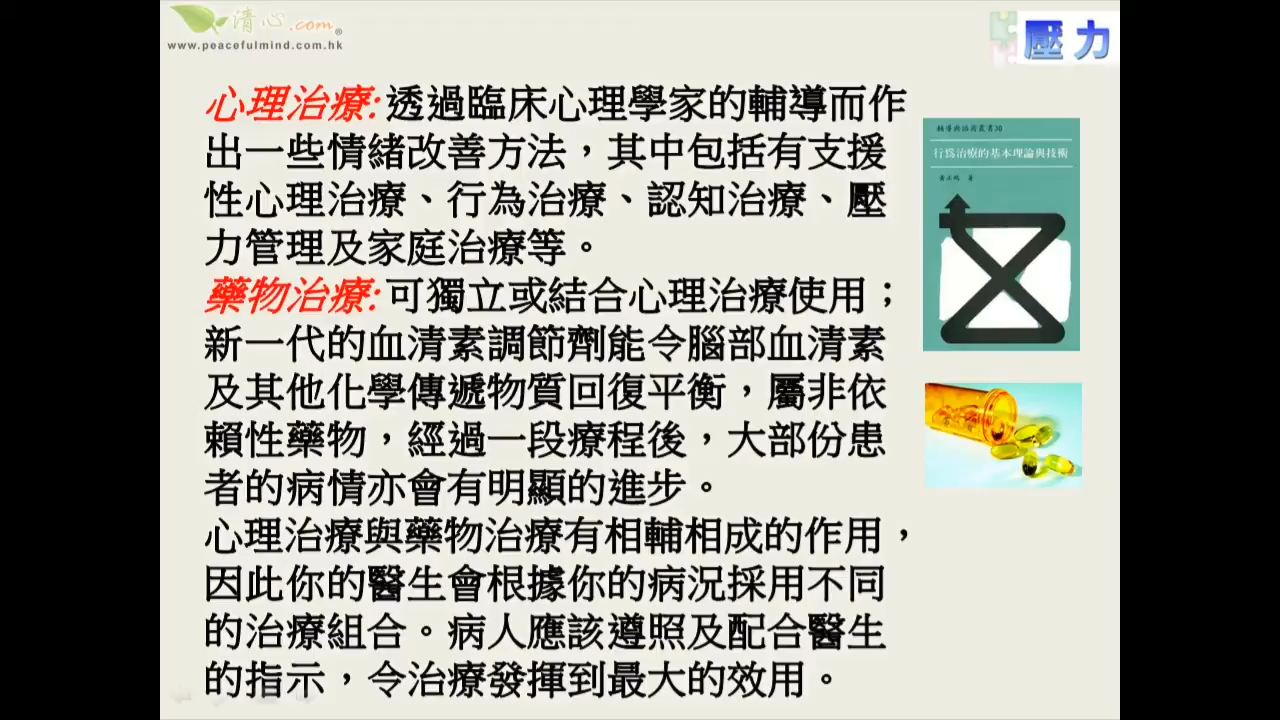 清心.com®
www.peacefulmind.com.hk
壓力
心理治療:透過臨床心理學家的輔導而作
出一些情緒改善方法，其中包括有支援
性心理治療、行為治療、認知治療、壓
力管理及家庭治療等。
藥物治療:可獨立或結合心理治療使用；
新一代的血清素調節劑能令腦部血清素
及其他化學傳遞物質回復平衡，屬非依
賴性藥物，經過一段療程後，大部份患
者的病情亦會有明顯的進步。
心理治療與藥物治療有相輔相成的作用，
因此你的醫生會根據你的病況採用不同
的治療組合。病人應該遵照及配合醫生
的指示，令治療發揮到最大的效用。
輔導與諮商叢書36
行為治療的基本理論與技術
著